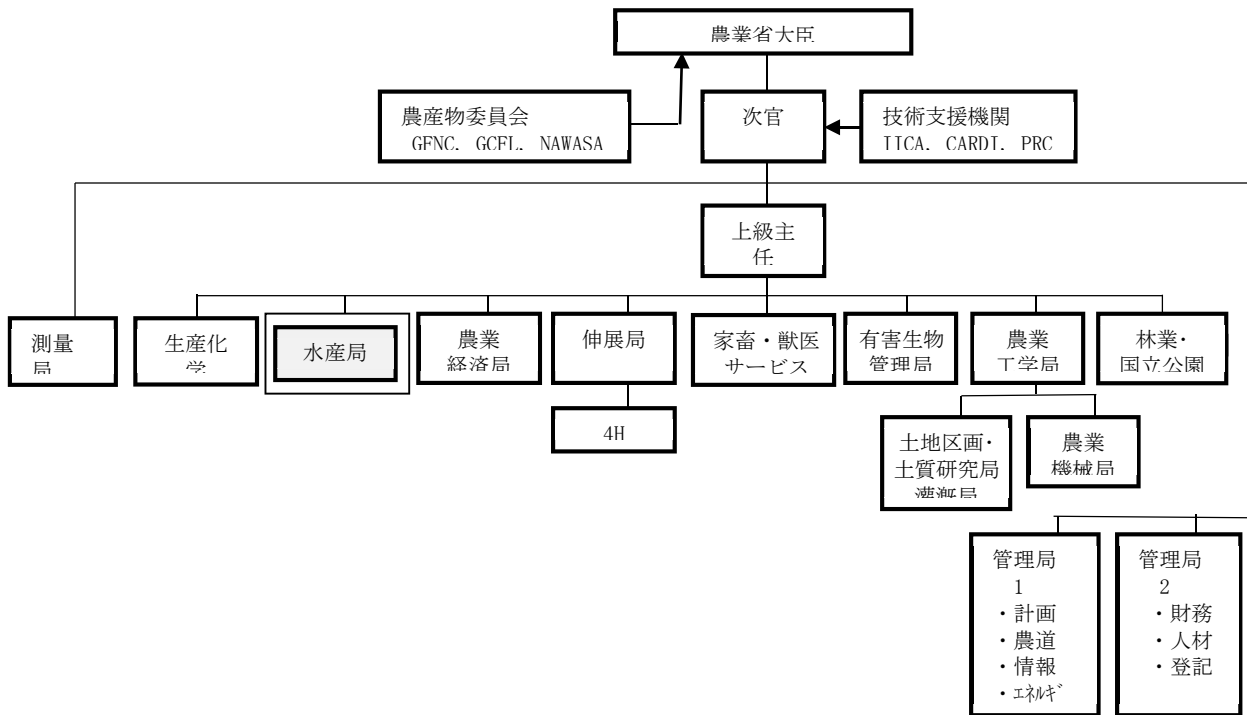 農業省大臣
農産物委員会
GFNC, GCFL, NAWASA
次官
技術支援機関
IICA, CARDI, PRC
上級主
任
測量
局
生産化
学
水産局
農業
経済局
伸展局
家畜・獣医
サービス
有害生物
管理局
農業
工学局
林業・
国立公園
4H
土地区画・
土質研究局
灌漑局
農業
機械局
管理局
1
・計画
・農道
・情報
・ｴﾈﾙｷﾞ
管理局
2
・財務
・人材
・登記